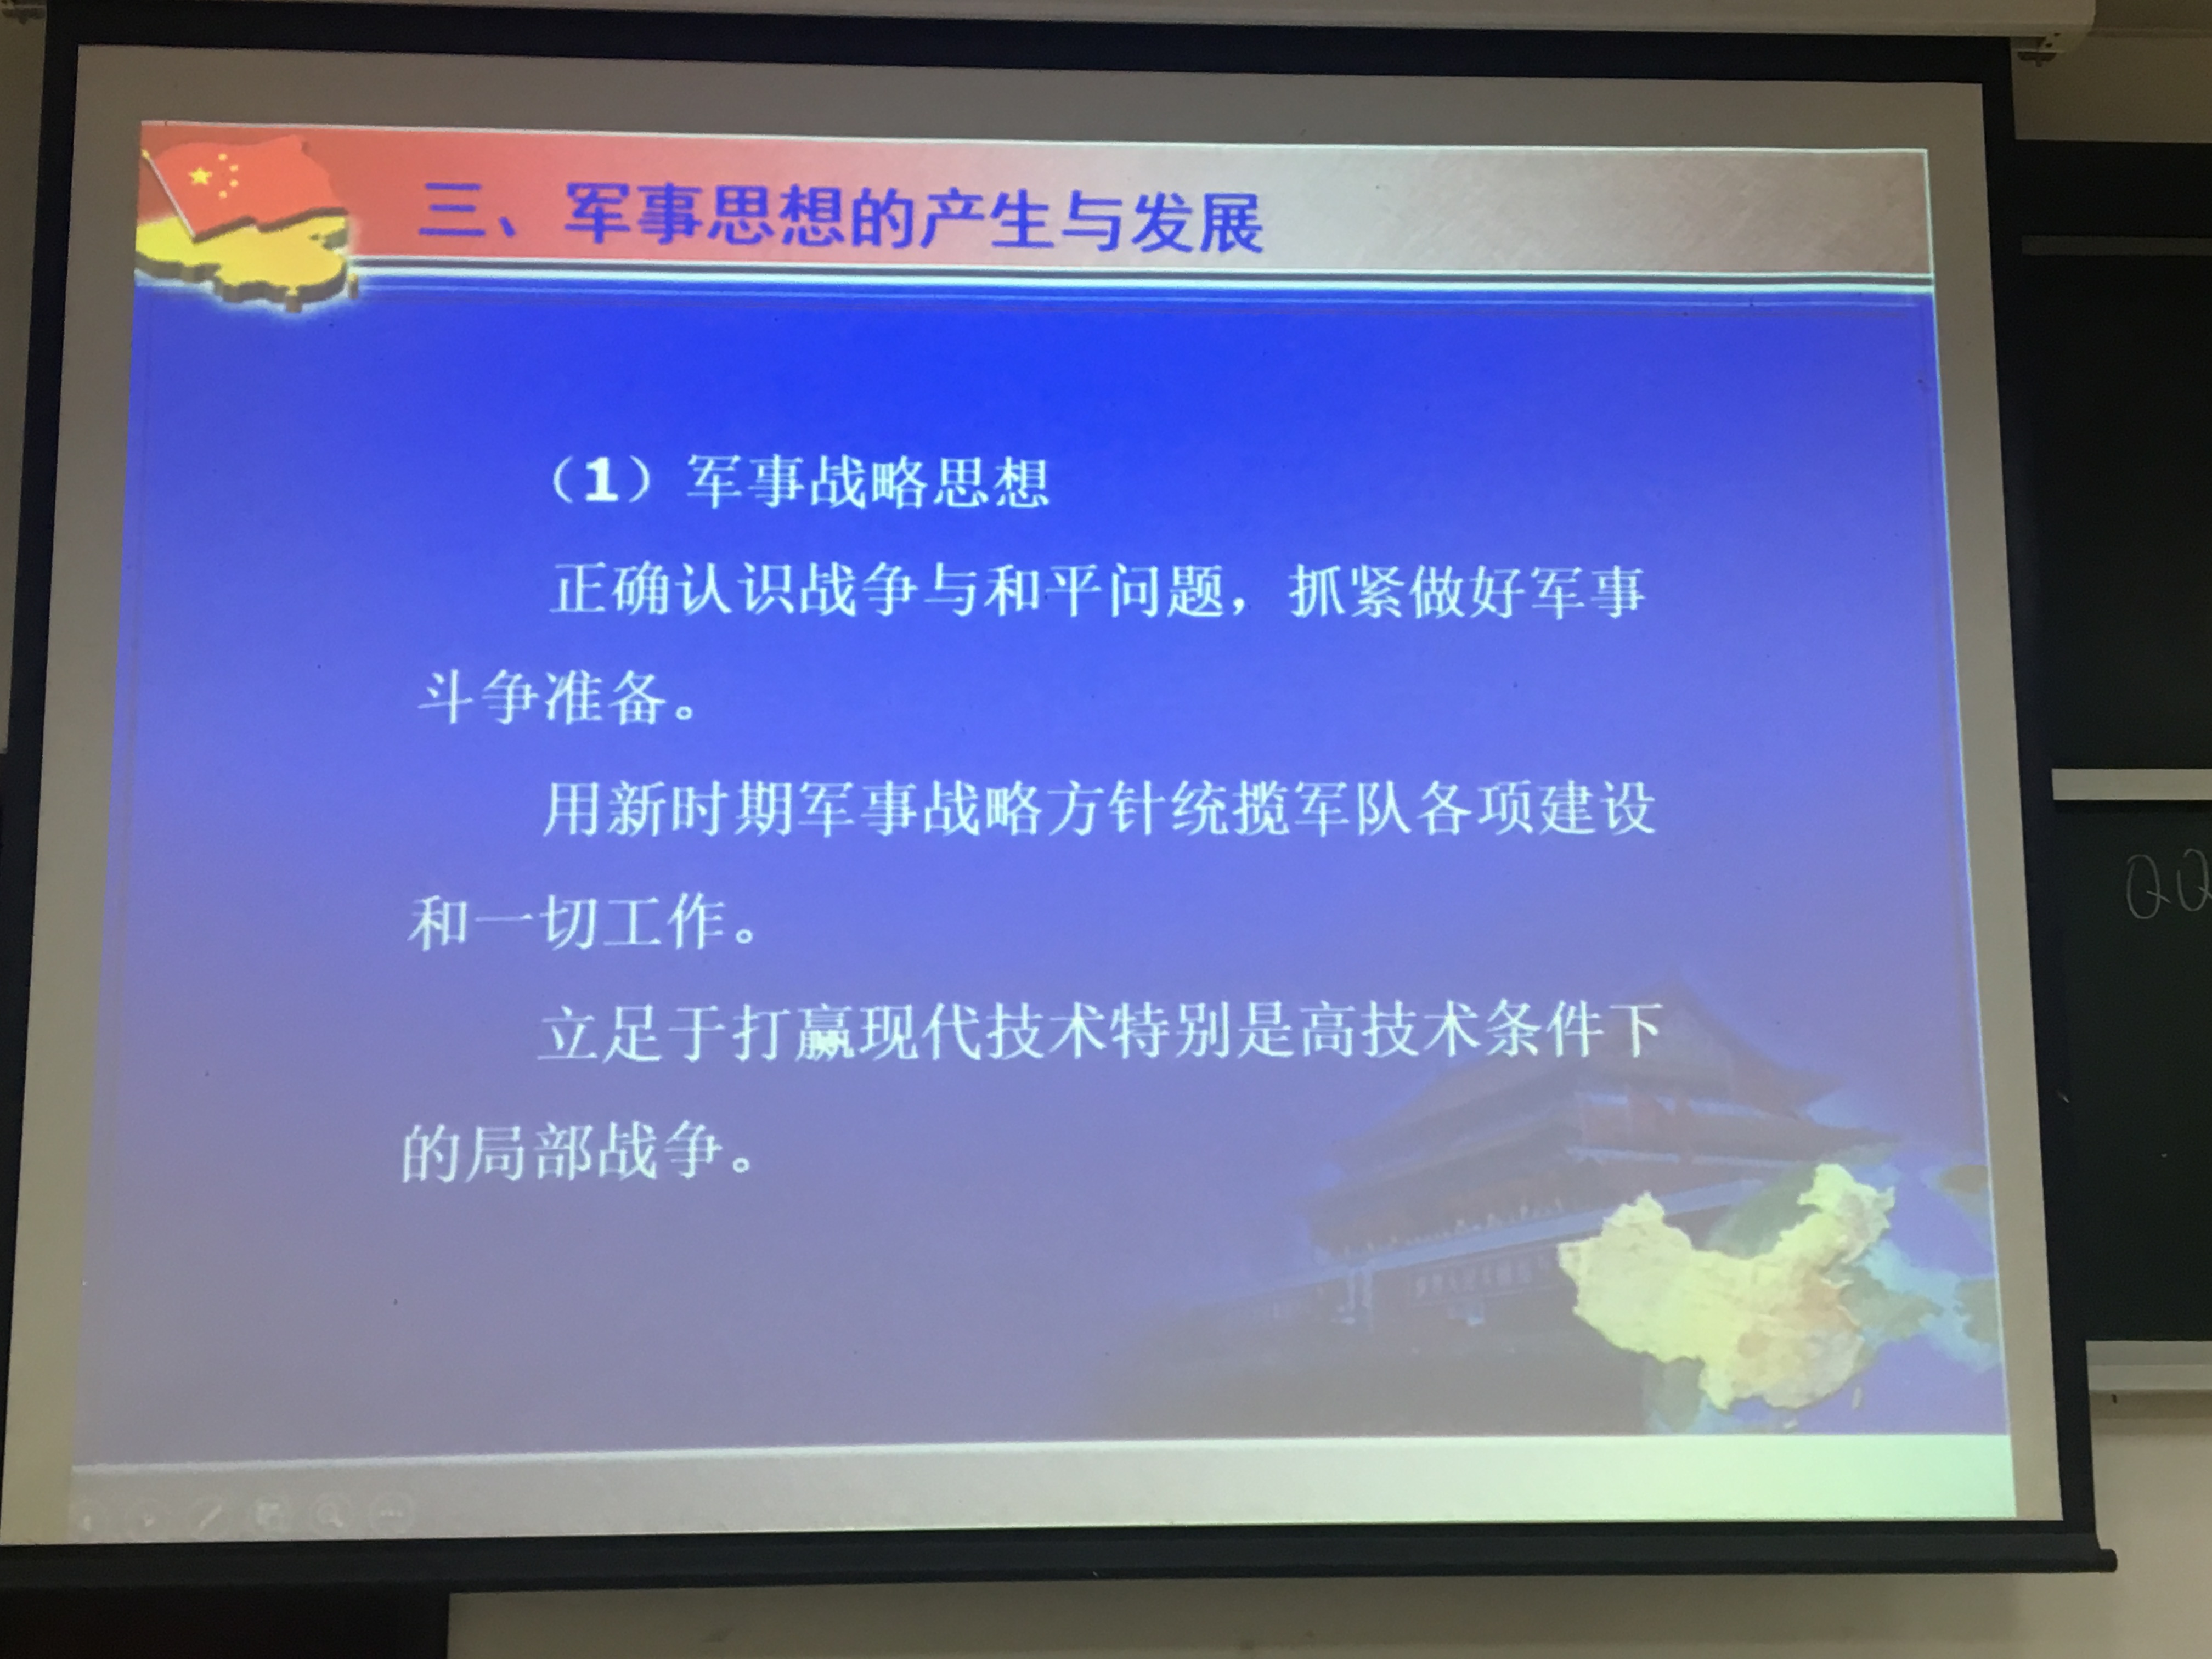 三、军事思想的产生与发展
（1）军事战略思想
正确认识战争与和平问题，抓紧做好军事
斗争准备。
用新时期军事战略方针统揽军队各项建设
和一切工作。
立足于打赢现代技术特别是高技术条件下
的局部战争。
QQ